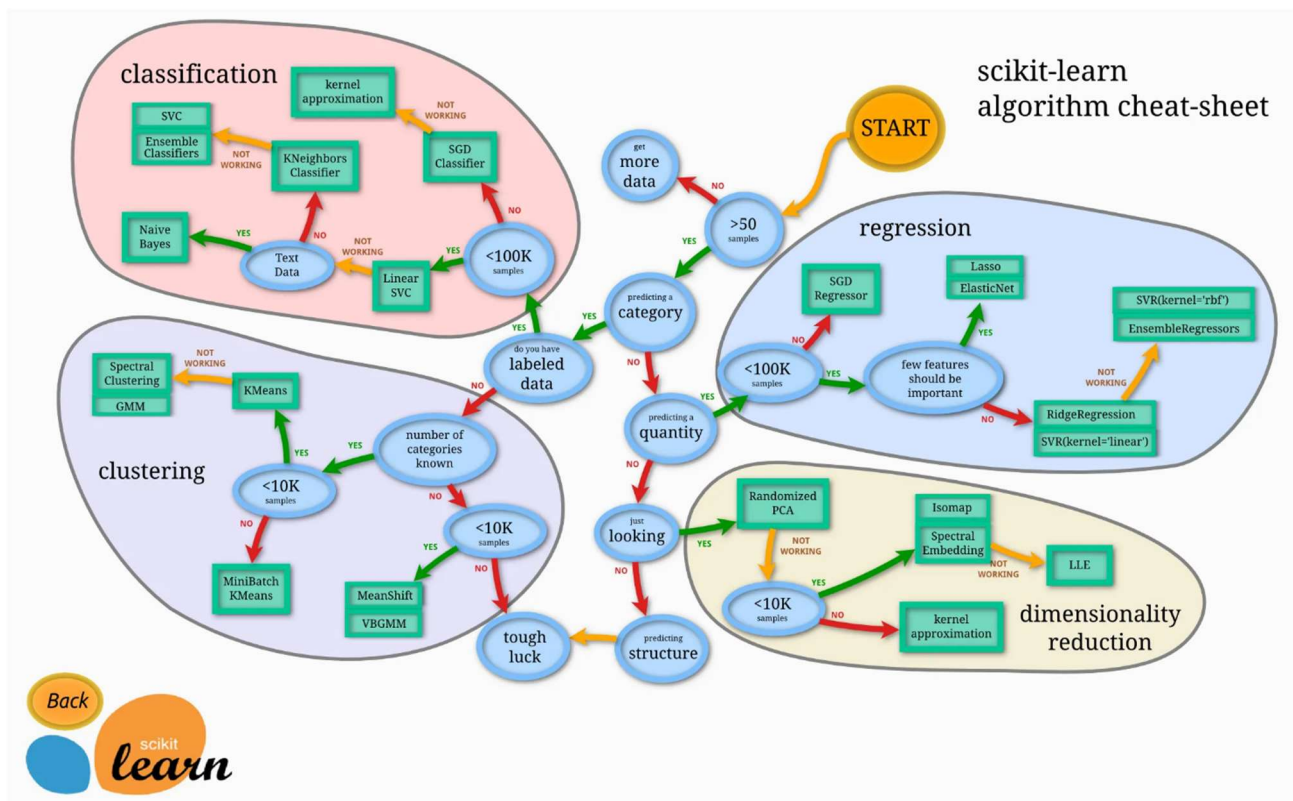 scikit-learn
algorithm cheat-sheet
START
get
more
data
NO
>50
samples
YES
predicting a
category
YES
NO
do you have
labeled
data
YES
NO
predicting a
quantity
YES
NO
just
looking
YES
NO
predicting
structure
tough
luck
classification
kernel
approximation
NOT
WORKING
SGD
Classifier
NO
<100K
samples
YES
Linear
SVC
NOT
WORKING
Text
Data
YES
NO
Naive
Bayes
KNeighbors
Classifier
NOT
WORKING
SVC
Ensemble
Classifiers
clustering
number of
categories
known
YES
NO
<10K
samples
YES
NO
KMeans
NOT
WORKING
Spectral
Clustering
GMM
MiniBatch
KMeans
<10K
samples
YES
NO
MeanShift
VBGMM
regression
<100K
samples
NO
YES
SGD
Regressor
few features
should be
important
YES
NO
Lasso
ElasticNet
RidgeRegression
SVR(kernel='linear')
NOT
WORKING
SVR(kernel='rbf')
EnsembleRegressors
dimensionality
reduction
Randomized
PCA
NOT
WORKING
<10K
samples
YES
NO
Isomap
Spectral
Embedding
NOT
WORKING
LLE
kernel
approximation
Back
scikit
learn